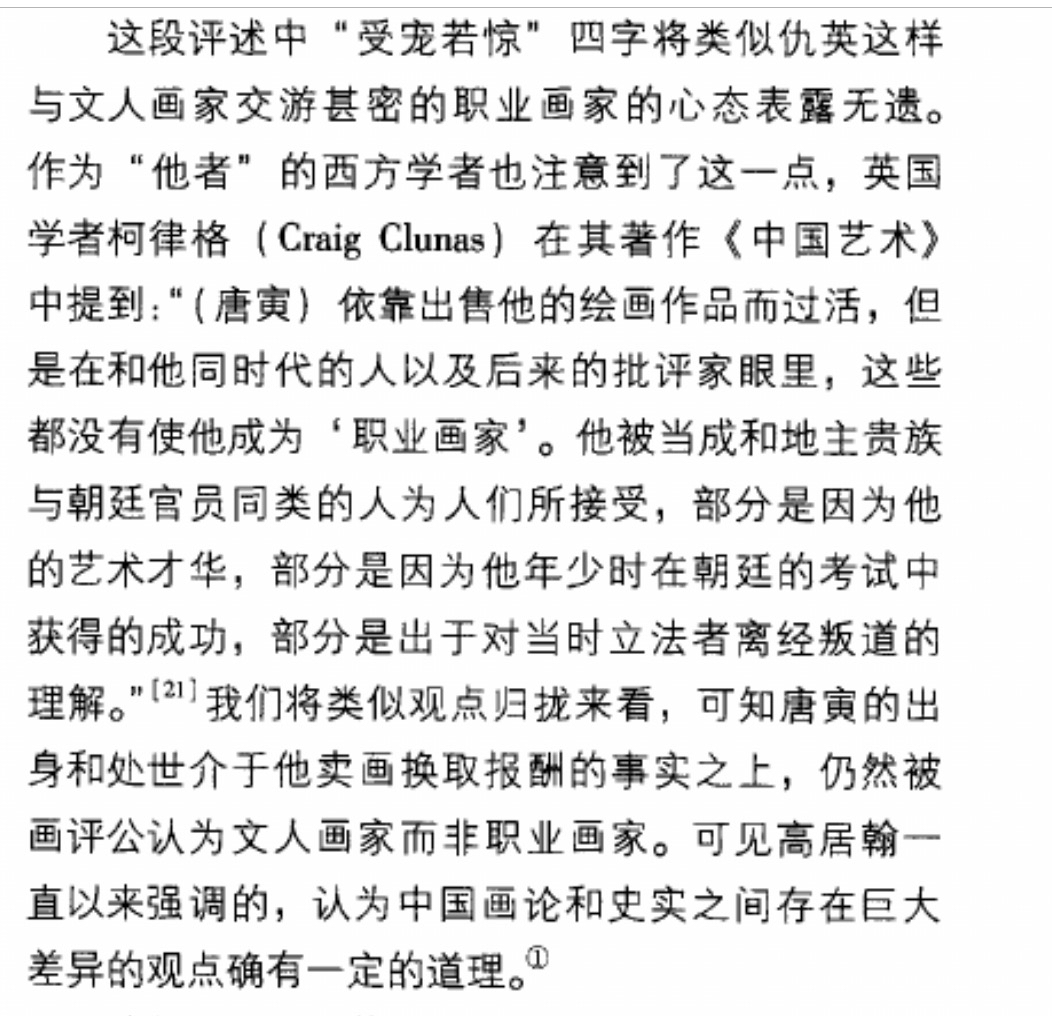 这段评述中“受宠若惊”四字将类似仇英这样
与文人画家交游甚密的职业画家的心态表露无遗。
作为“他者”的西方学者也注意到了这一点，英国
学者柯律格（Craig Clunas）在其著作《中国艺术》
中提到：“（唐寅）依靠出售他的绘画作品而过活，但
是在和他同时代的人以及后来的批评家眼里，这些
都没有使他成为‘职业画家’。他被当成和地主贵族
与朝廷官员同类的人为人们所接受，部分是因为他
的艺术才华，部分是因为他年少时在朝廷的考试中
获得的成功，部分是出于对当时立法者离经叛道的
理解。”[21]我们将类似观点归拢来看，可知唐寅的出
身和处世介于他卖画换取报酬的事实之上，仍然被
画评公认为文人画家而非职业画家。可见高居翰一
直以来强调的，认为中国画论和史实之间存在巨大
差异的观点确有一定的道理。①